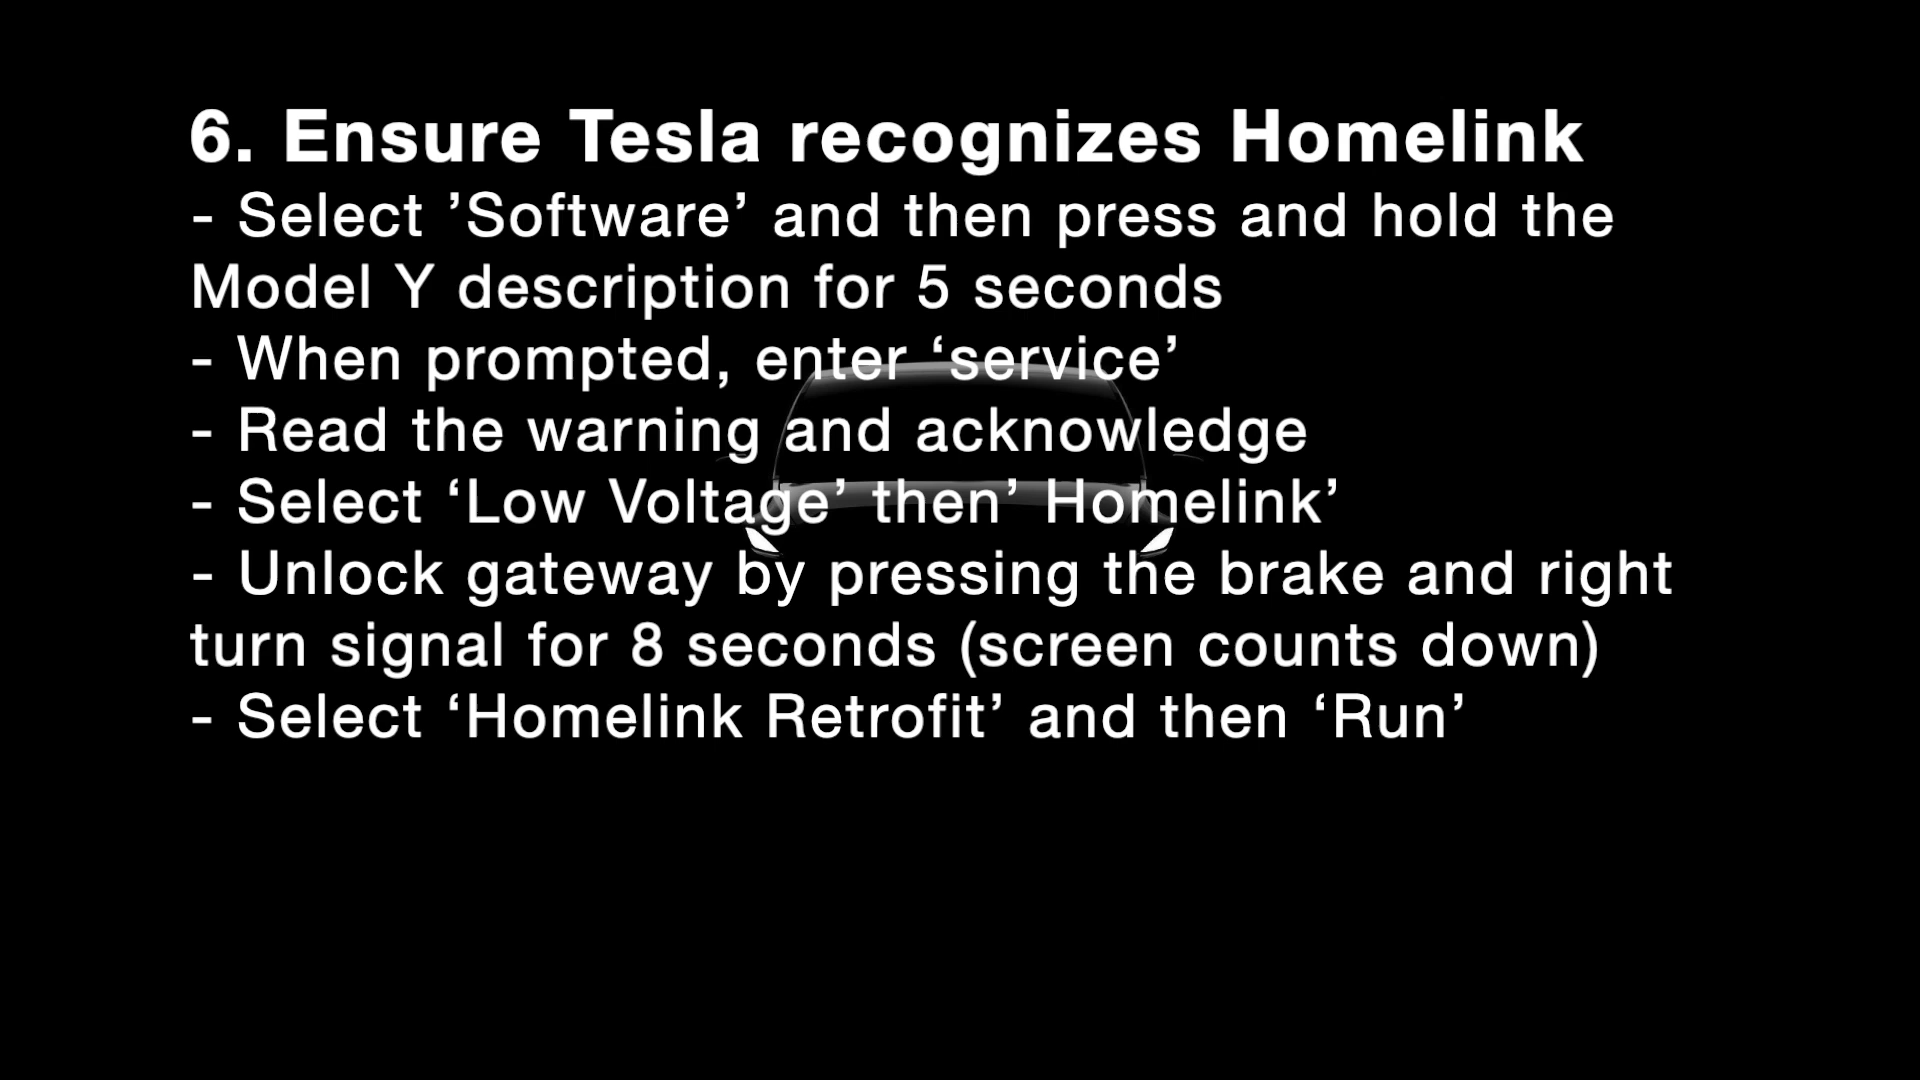 6. Ensure Tesla recognizes Homelink
- Select ’Software’ and then press and hold the
Model Y description for 5 seconds
- When prompted, enter ‘service’
- Read the warning and acknowledge
- Select ‘Low Voltage’ then’ Homelink’
- Unlock gateway by pressing the brake and right
turn signal for 8 seconds (screen counts down)
- Select ‘Homelink Retrofit’ and then ‘Run’